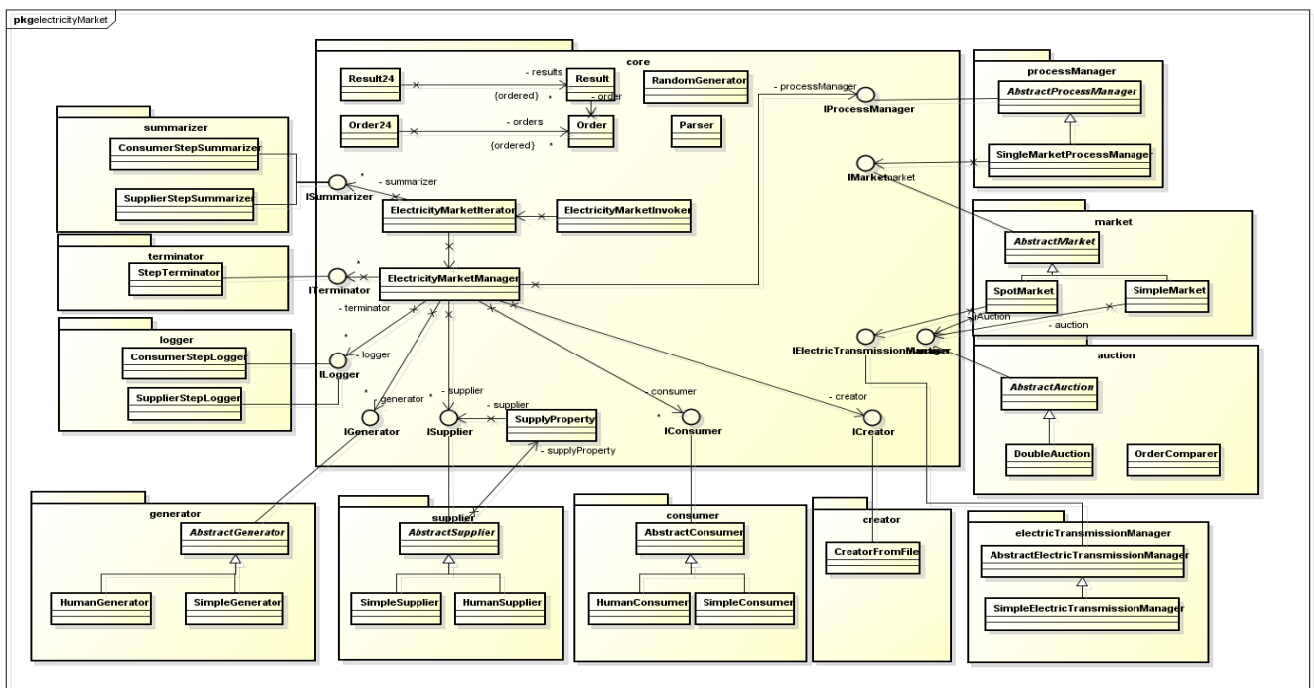 pkg electricityMarket
core
Result24
- results
{ordered} *
Result
- order
RandomGenerator
Order24
- orders
{ordered} *
Order
Parser
- processManager
IProcessManager
processManager
AbstractProcessManager
SingleMarketProcessManager
IMarket
market
summarizer
ConsumerStepSummarizer
SupplierStepSummarizer
*
- summarizer
ISummarizer
ElectricityMarketIterator
ElectricityMarketInvoker
market
AbstractMarket
SpotMarket
SimpleMarket
terminator
StepTerminator
*
ITerminator
ElectricityMarketManager
- terminator
Auction
- auction
IElectricTransmissionManager
logger
ConsumerStepLogger
SupplierStepLogger
*
- logger
ILogger
auction
AbstractAuction
DoubleAuction
OrderComparer
*
- generator
IGenerator
*
- supplier
ISupplier
- supplier
SupplyProperty
- supplyProperty
- consumer
*
IConsumer
- creator
ICreator
generator
AbstractGenerator
HumanGenerator
SimpleGenerator
supplier
AbstractSupplier
SimpleSupplier
HumanSupplier
consumer
AbstractConsumer
HumanConsumer
SimpleConsumer
creator
CreatorFromFile
electricTransmissionManager
AbstractElectricTransmissionManager
SimpleElectricTransmissionManager